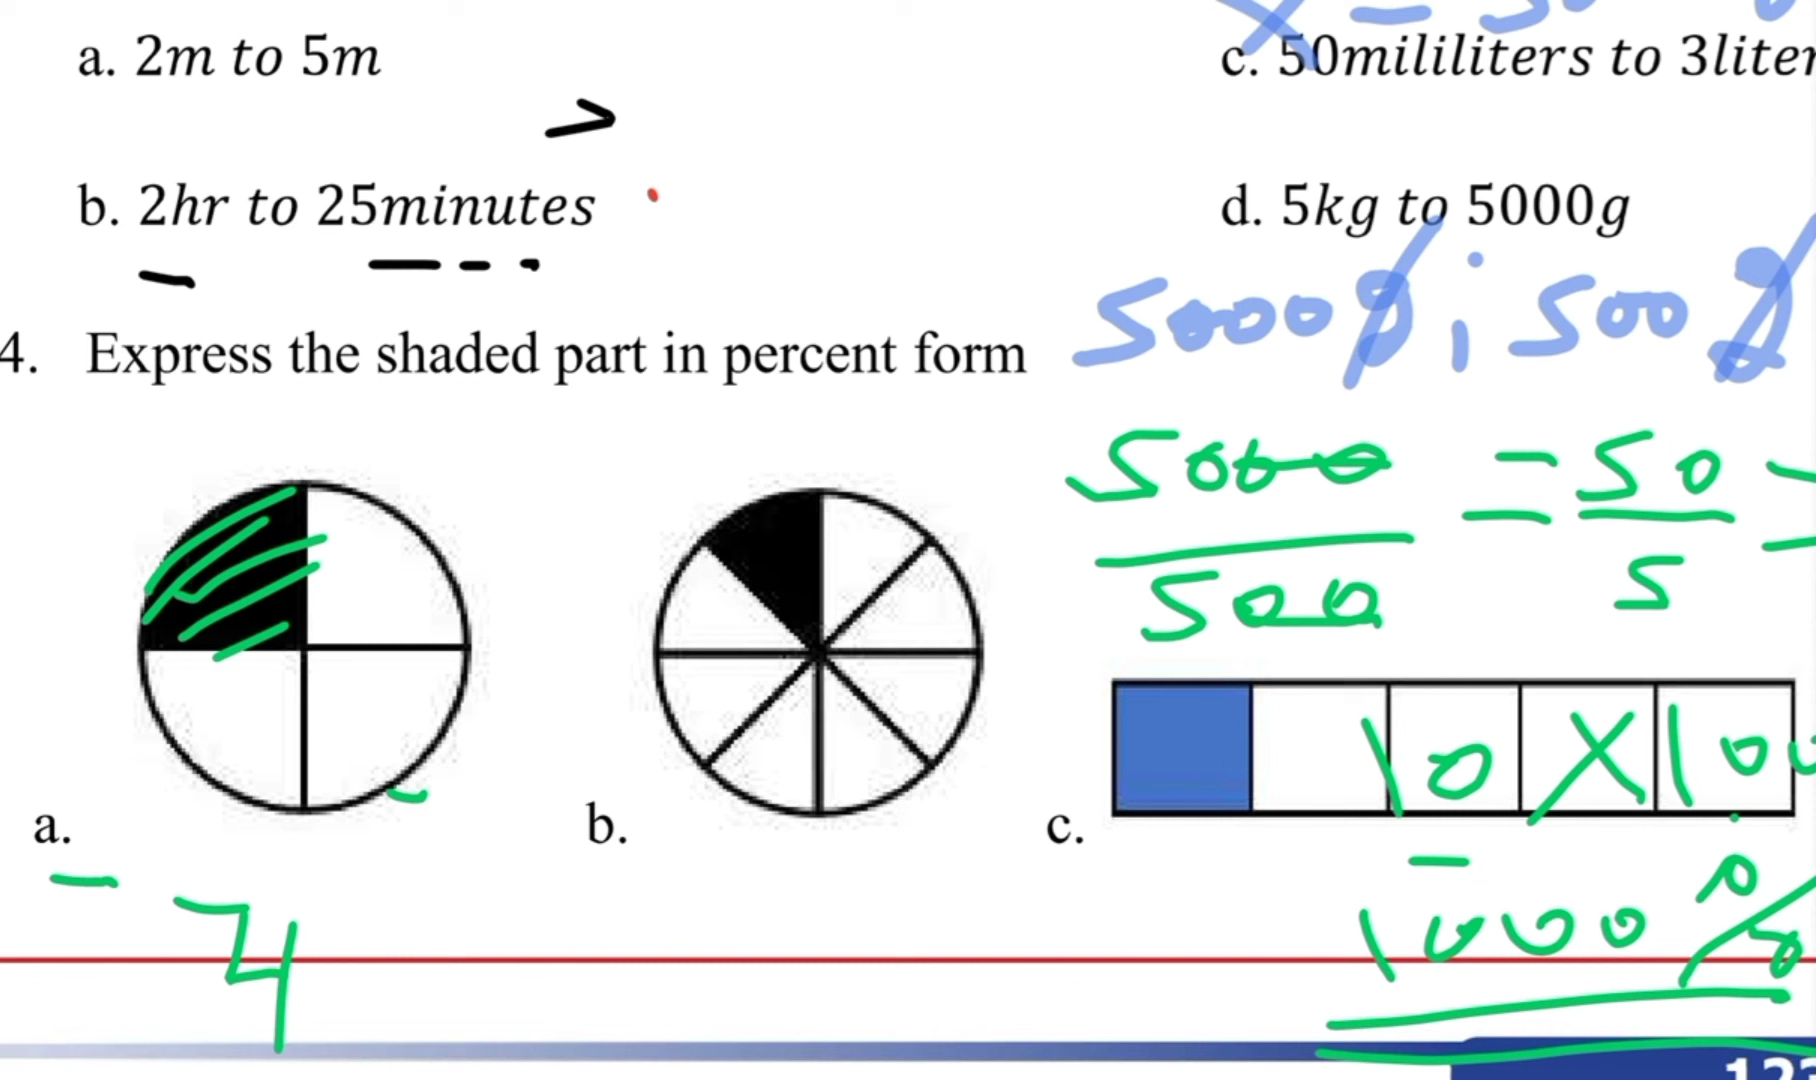 a. 2m to 5m
c. 50mililiters to 3liter
b. 2hr to 25minutes
d. 5kg to 5000g
4. Express the shaded part in percent form
5000g : 500g
5000 = 50 =
500 5
10 X 100
a.
b.
c.
4
1000 %